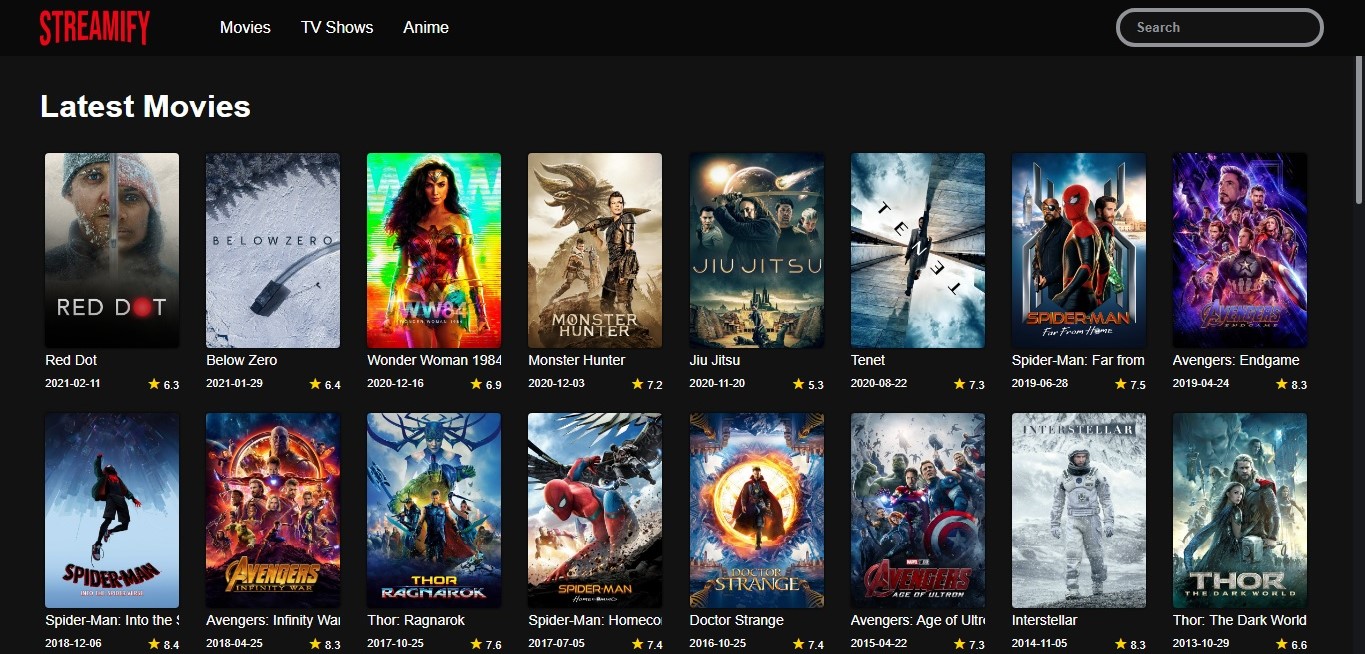 STREAMIFY Movies TV Shows Anime Search
Latest Movies
RED DOT
BELOWZERO
WW84
WONDER WOMAN 1984
MONSTER
HUNTER
JIU JITSU
TENET
SPIDER-MAN
Far From Home
AVENGERS
ENDGAME
Red Dot
2021-02-11 ★ 6.3
Below Zero
2021-01-29 ★ 6.4
Wonder Woman 1984
2020-12-16 ★ 6.9
Monster Hunter
2020-12-03 ★ 7.2
Jiu Jitsu
2020-11-20 ★ 5.3
Tenet
2020-08-22 ★ 7.3
Spider-Man: Far from
2019-06-28 ★ 7.5
Avengers: Endgame
2019-04-24 ★ 8.3
SPIDER-MAN
INTO THE SPIDER-VERSE
AVENGERS
INFINITY WAR
THOR
RAGNAROK
SPIDER-MAN
HOMECOMING
DOCTOR
STRANGE
AVENGERS
AGE OF ULTRON
INTERSTELLAR
THOR
THE DARK WORLD
Spider-Man: Into the S
2018-12-06 ★ 8.4
Avengers: Infinity War
2018-04-25 ★ 8.3
Thor: Ragnarok
2017-10-25 ★ 7.6
Spider-Man: Homeco
2017-07-05 ★ 7.4
Doctor Strange
2016-10-25 ★ 7.4
Avengers: Age of Ultr
2015-04-22 ★ 7.3
Interstellar
2014-11-05 ★ 8.3
Thor: The Dark World
2013-10-29 ★ 6.6